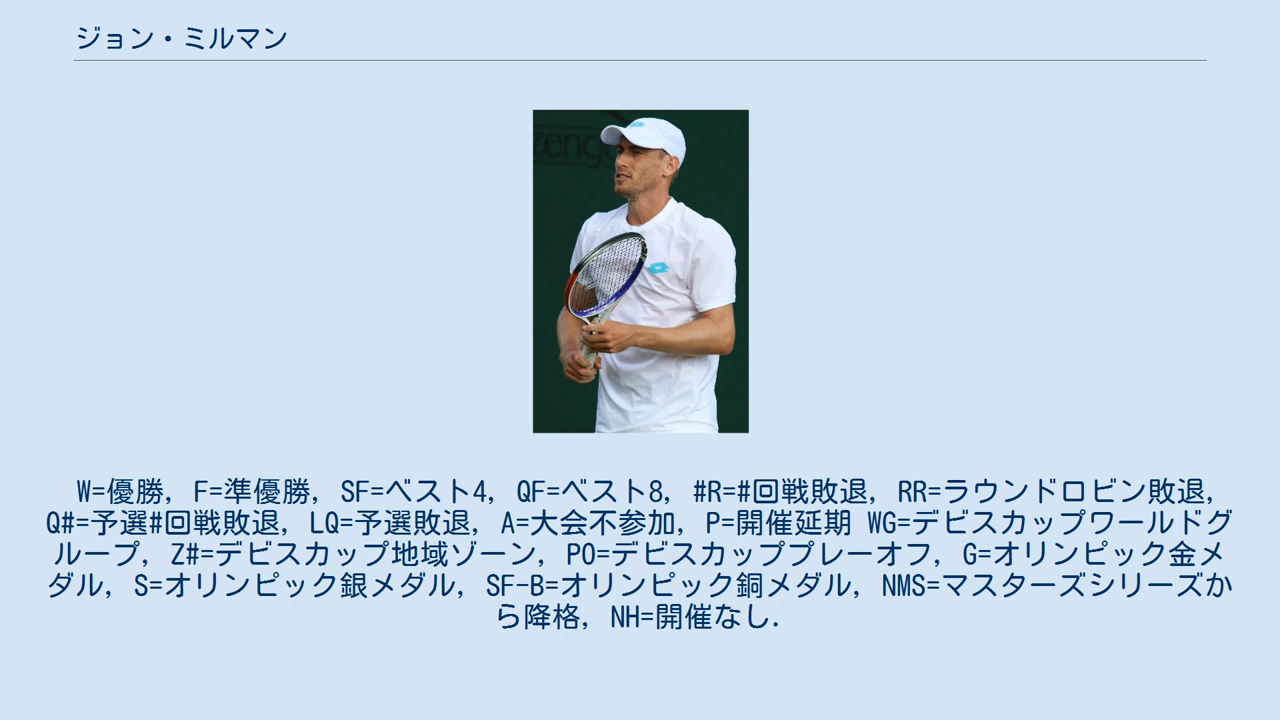 ジョン・ミルマン
zenge
W=優勝, F=準優勝, SF=ベスト4, QF=ベスト8, #R=#回戦敗退, RR=ラウンドロビン敗退,
Q#=予選#回戦敗退, LQ=予選敗退, A=大会不参加, P=開催延期 WG=デビスカップワールドグ
ループ, Z#=デビスカップ地域ゾーン, PO=デビスカッププレーオフ, G=オリンピック金メ
ダル, S=オリンピック銀メダル, SF-B=オリンピック銅メダル, NMS=マスターズシリーズか
ら降格, NH=開催なし.